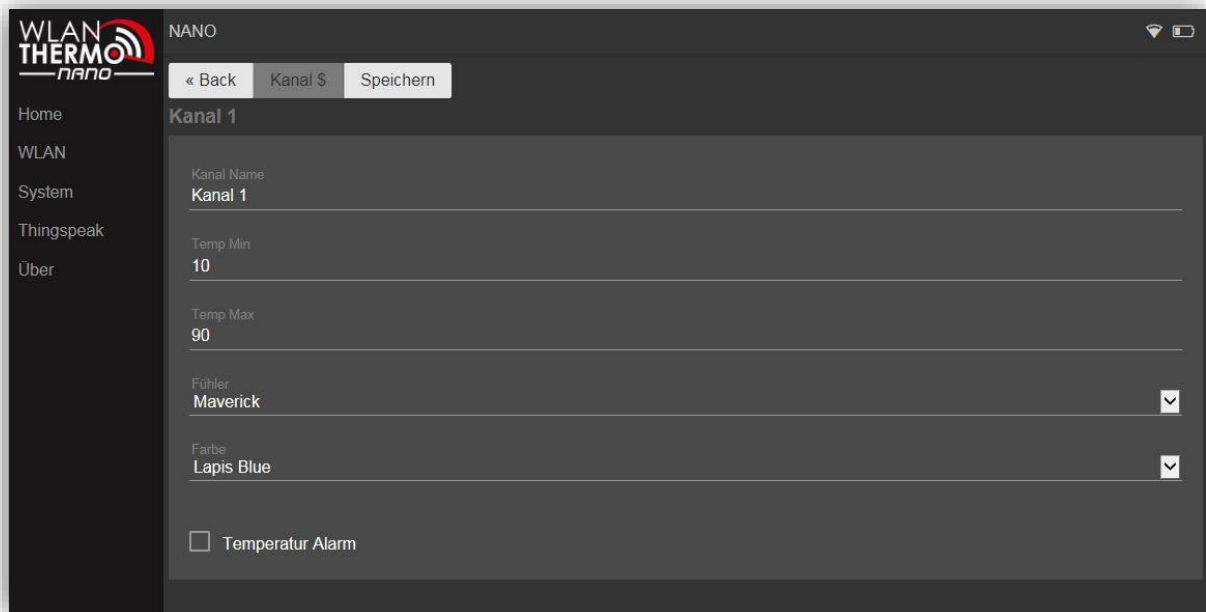 WLAN
THERMO
nano
NANO
« Back
Kanal $
Speichern
Home
WLAN
System
Thingspeak
Über
Kanal 1
Kanal Name
Kanal 1
Temp Min
10
Temp Max
90
Fühler
Maverick
Farbe
Lapis Blue
Temperatur Alarm